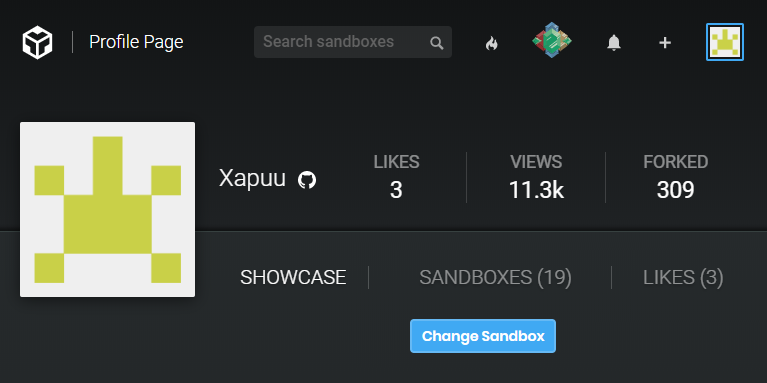 Profile Page
Search sandboxes
Xapuu
LIKES
3
VIEWS
11.3k
FORKED
309
SHOWCASE
SANDBOXES (19)
LIKES (3)
Change Sandbox